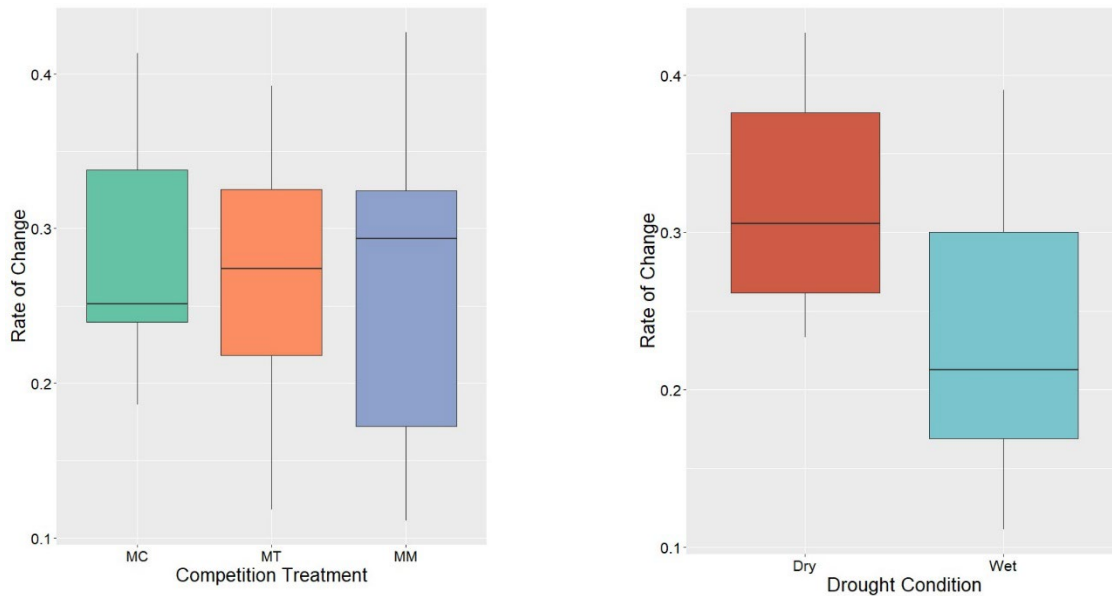 Rate of Change
0.4
0.3
0.2
0.1
MC MT MM
Competition Treatment
Rate of Change
0.4
0.3
0.2
0.1
Dry Wet
Drought Condition